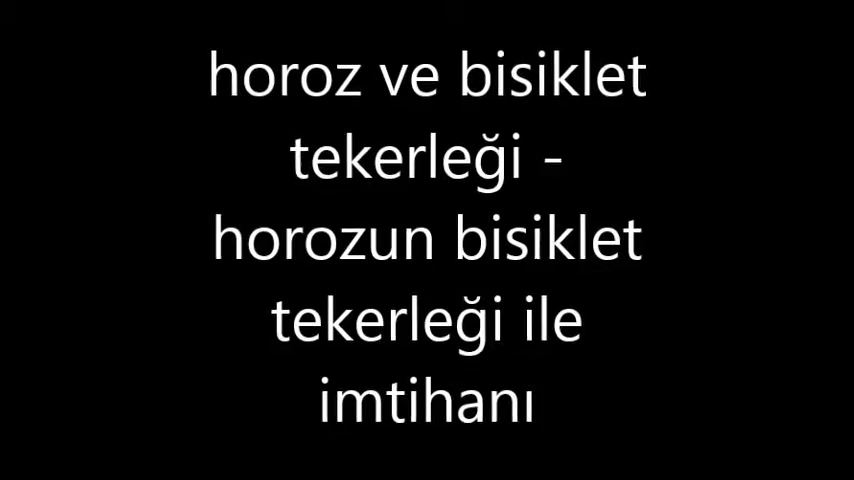 horoz ve bisiklet
tekerleği -
horozun bisiklet
tekerleği ile
imtihanı